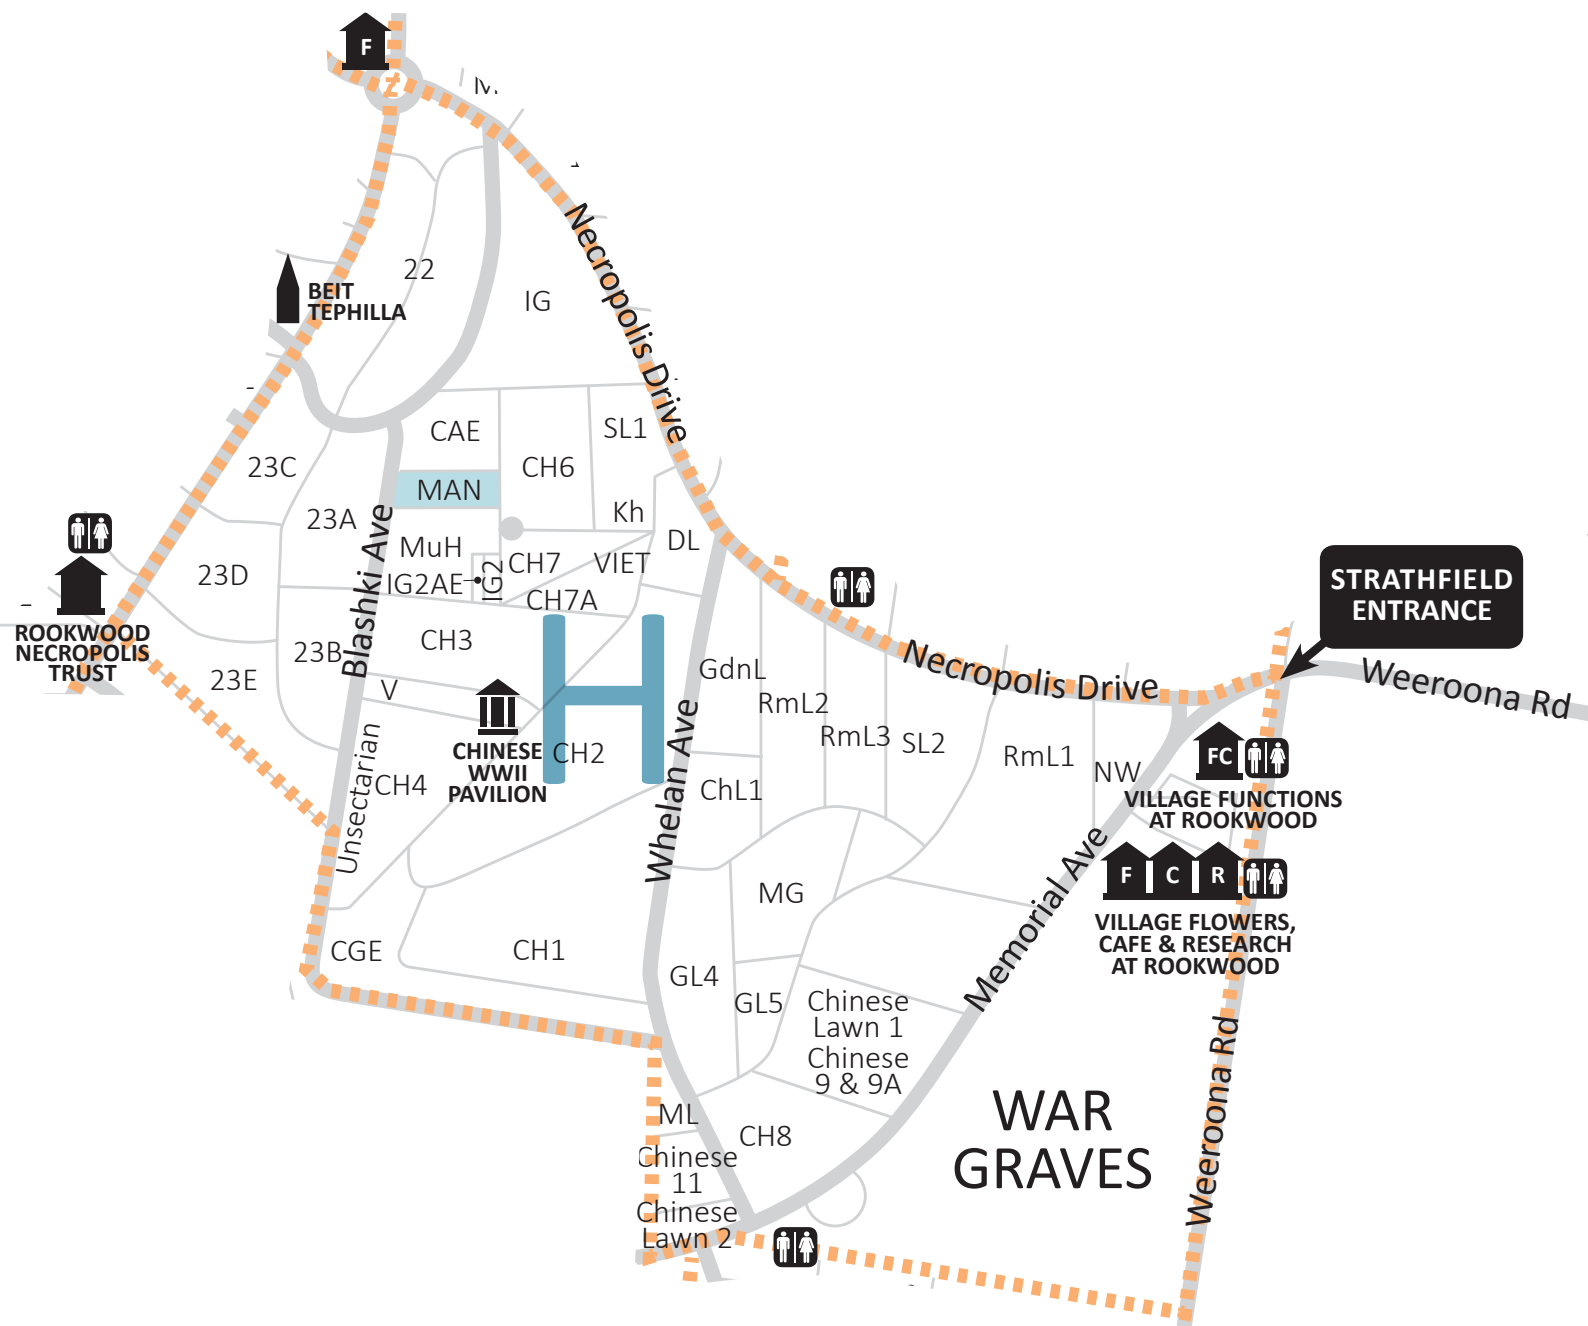 F
22
IG
BEIT
TEPHILLA
Necropolis Drive
CAE
SL1
23C
CH6
MAN
Kh
23A
DL
MuH
CH7
VIET
IG2AE
IG2
23D
CH7A
Blashki Ave
ROOKWOOD
NECROPOLIS
TRUST
CH3
23B
23E
V
H
GdnL
RmL2
RmL3
SL2
Necropolis Drive
STRATHFIELD
ENTRANCE
Weeroona Rd
RmL1
NW
FC
VILLAGE FUNCTIONS
AT ROOKWOOD
CHINESE
WWII
PAVILION
CH2
CH4
Unsectarian
Whelan Ave
ChL1
MG
Memorial Ave
F
C
R
VILLAGE FLOWERS,
CAFE & RESEARCH
AT ROOKWOOD
CGE
CH1
GL4
GL5
Chinese
Lawn 1
Chinese
9 & 9A
Weeroona Rd
WAR
GRAVES
ML
CH8
Chinese
11
Chinese
Lawn 2